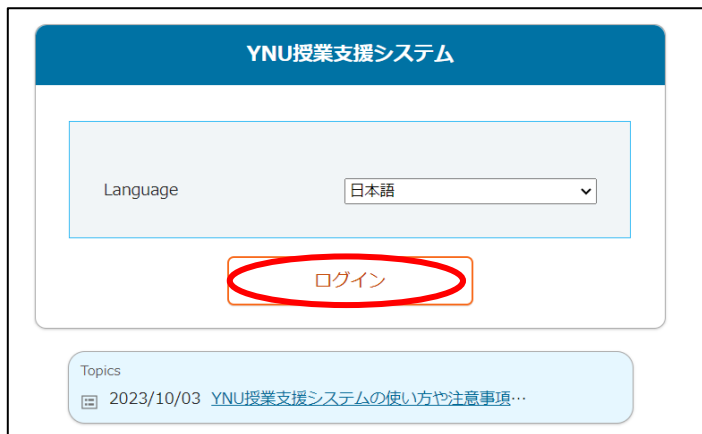 YNU授業支援システム
Language
日本語
ログイン
Topics
2023/10/03 YNU授業支援システムの使い方や注意事項…